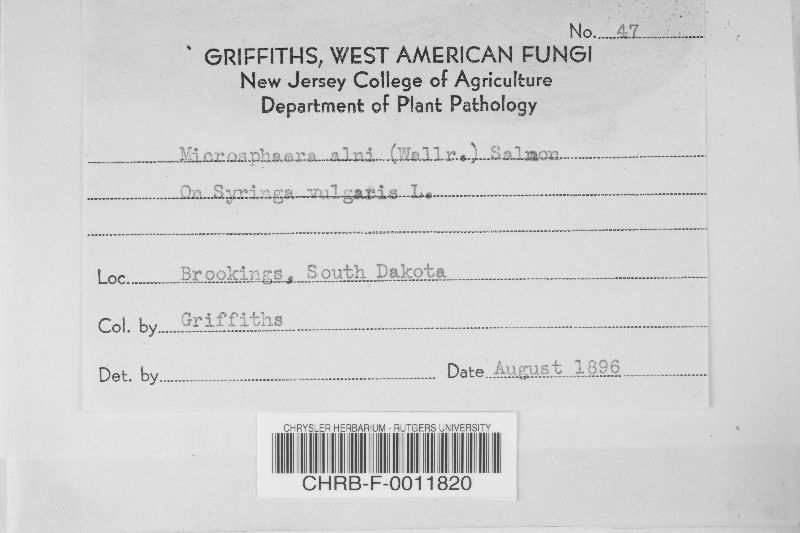 No. 47
GRIFFITHS, WEST AMERICAN FUNGI
New Jersey College of Agriculture
Department of Plant Pathology
Microsphaera alni (Wallr.) Salmon
On Syringa vulgaris L.
Loc. Brookings, South Dakota
Col. by Griffiths
Det. by
Date August 1896
CHRYSLER HERBARIUM - RUTGERS UNIVERSITY
CHRB-F-0011820